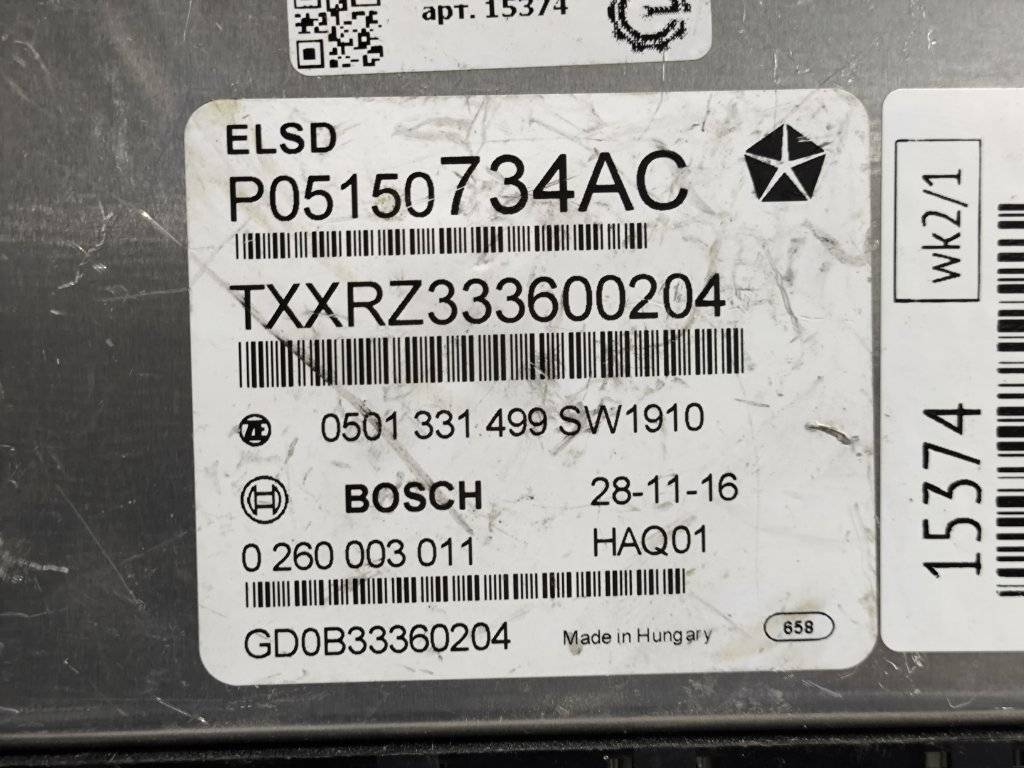 арт. 15374
ELSD
P05150734AC
TXXRZ333600204
ZF 0501 331 499 SW1910
BOSCH 28-11-16
0 260 003 011 HAQ01
GD0B33360204 Made in Hungary 658
wk2/1
15374